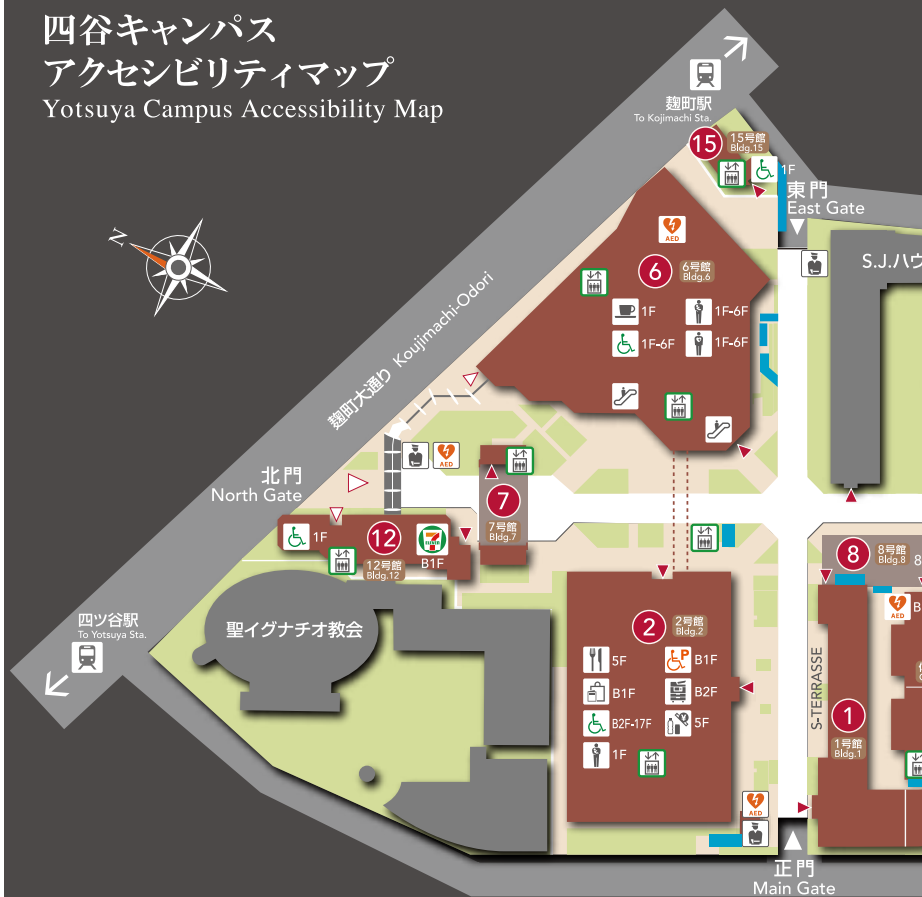 四谷キャンパス
アクセシビリティマップ
Yotsuya Campus Accessibility Map
麹町駅
To Kojimachi Sta.
15
15号館
Bldg.15
1F
東門
East Gate
N
AED
6
6号館
Bldg.6
S.J.ハウ
1F
1F-6F
1F-6F
1F-6F
麹町大通り Koujimachi-Odori
AED
北門
North Gate
7
7号館
Bldg.7
1F
12
12号館
Bldg.12
7
ELEVEN
B1F
8
8号館
Bldg.8
8
AED
B
四ツ谷駅
To Yotsuya Sta.
聖イグナチオ教会
2
2号館
Bldg.2
5F
P
B1F
B1F
B2F
B2F-17F
5F
1F
S-TERRASSE
1
1号館
Bldg.1
AED
正門
Main Gate